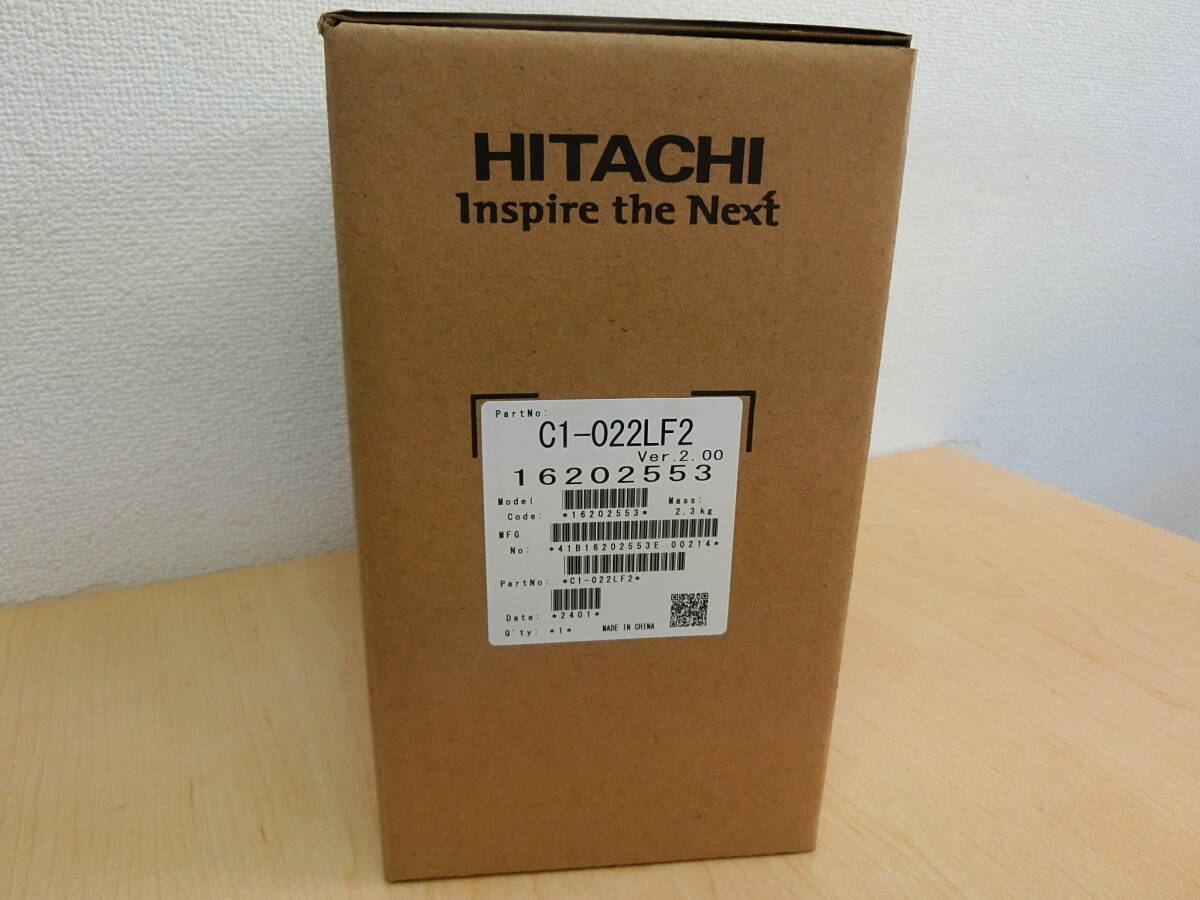 HITACHI
Inspire the Next
PartNo:
C1-022LF2
Ver.2.00
16202553
Model
Code: *16202553*
Mass:
2.3kg
MFG
No: *41B16202553E 00214*
PartNo: *C1-022LF2*
Date: *2401*
Q'ty: *1* MADE IN CHINA